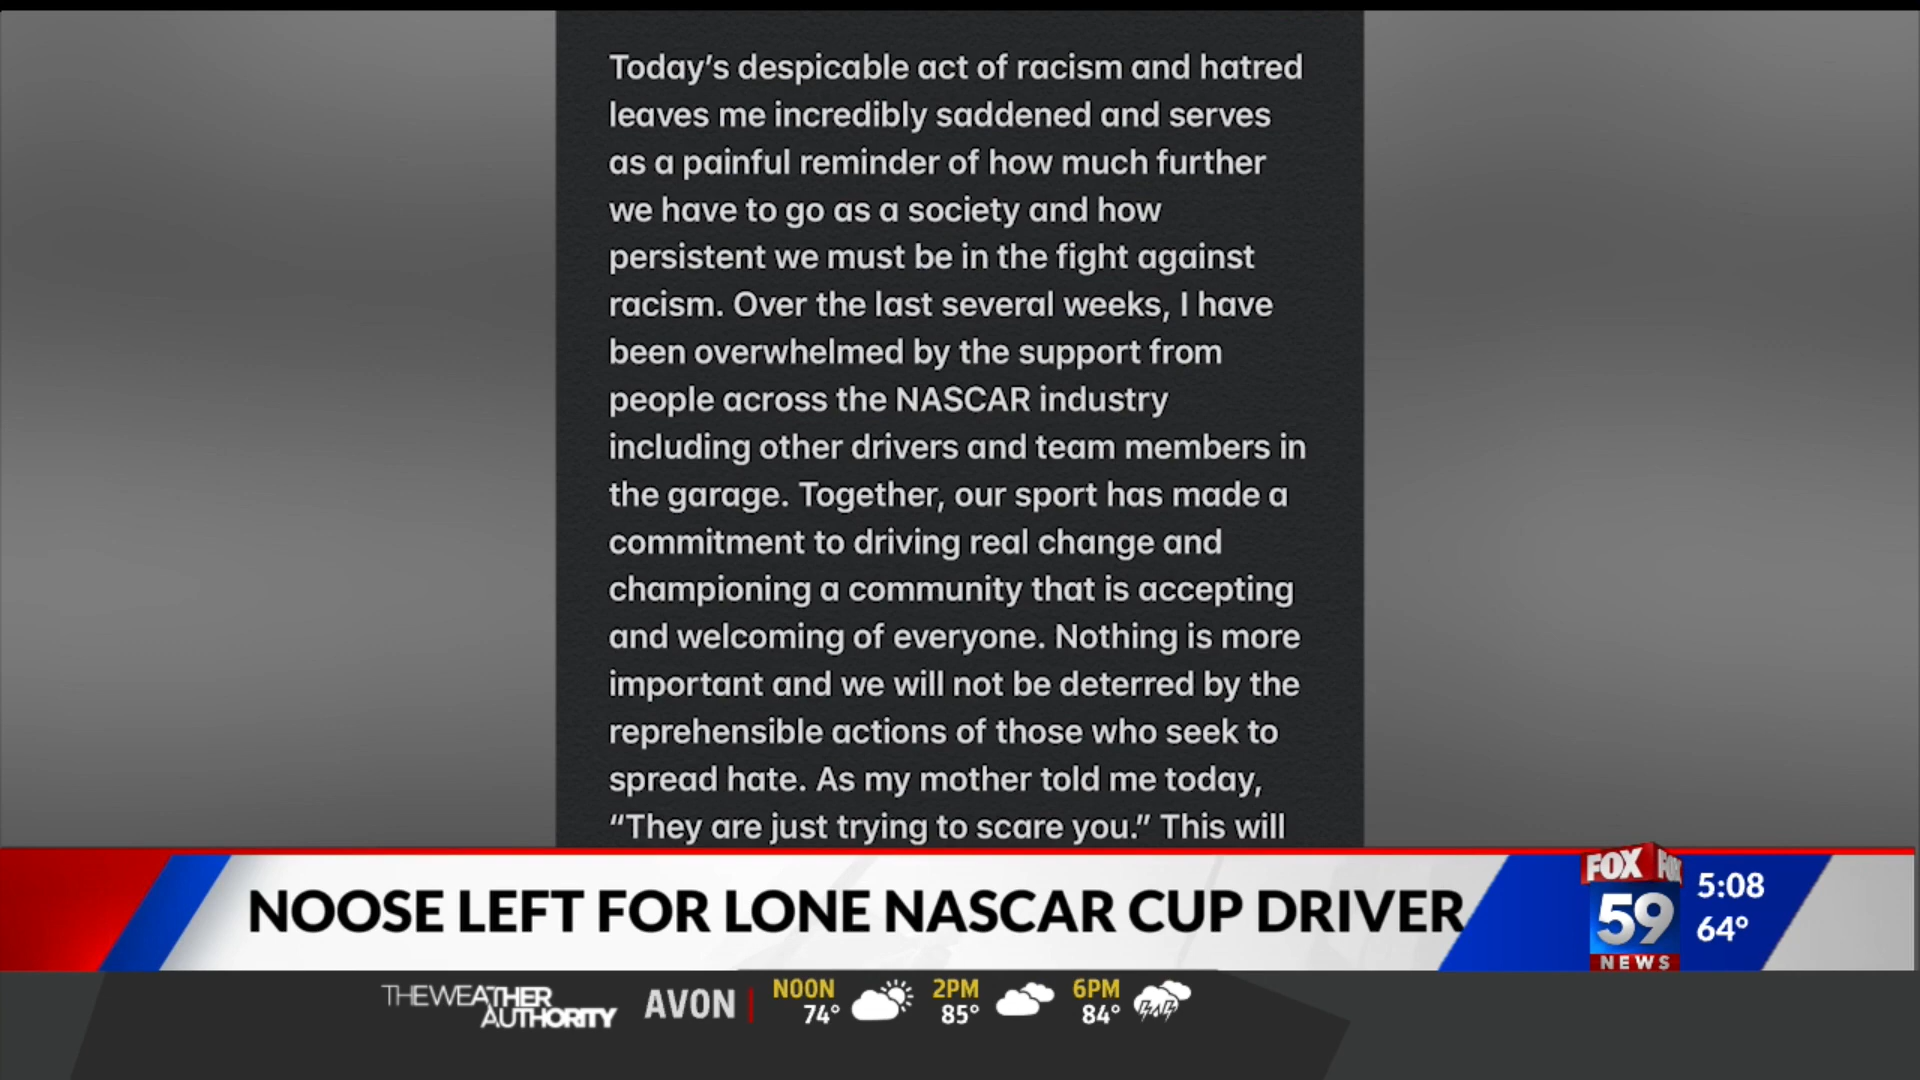 Today's despicable act of racism and hatred
leaves me incredibly saddened and serves
as a painful reminder of how much further
we have to go as a society and how
persistent we must be in the fight against
racism. Over the last several weeks, I have
been overwhelmed by the support from
people across the NASCAR industry
including other drivers and team members in
the garage. Together, our sport has made a
commitment to driving real change and
championing a community that is accepting
and welcoming of everyone. Nothing is more
important and we will not be deterred by the
reprehensible actions of those who seek to
spread hate. As my mother told me today,
“They are just trying to scare you.” This will
NOOSE LEFT FOR LONE NASCAR CUP DRIVER
FOX FOX
59
NEWS
5:08
64°
THE WEATHER
AUTHORITY
AVON
NOON
74°
2PM
85°
6PM
84°